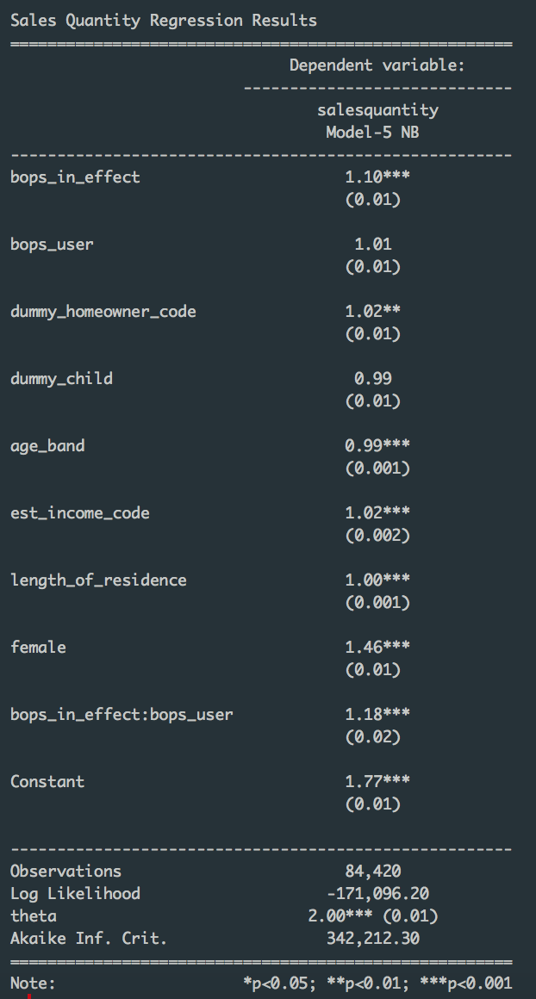 Sales Quantity Regression Results
======================================================
Dependent variable:
-----------------------------
salesquantity
Model-5 NB
------------------------------------------------------
bops_in_effect 1.10***
(0.01)
bops_user 1.01
(0.01)
dummy_homeowner_code 1.02**
(0.01)
dummy_child 0.99
(0.01)
age_band 0.99***
(0.001)
est_income_code 1.02***
(0.002)
length_of_residence 1.00***
(0.001)
female 1.46***
(0.01)
bops_in_effect:bops_user 1.18***
(0.02)
Constant 1.77***
(0.01)
------------------------------------------------------
Observations 84,420
Log Likelihood -171,096.20
theta 2.00*** (0.01)
Akaike Inf. Crit. 342,212.30
======================================================
Note: *p<0.05; **p<0.01; ***p<0.001